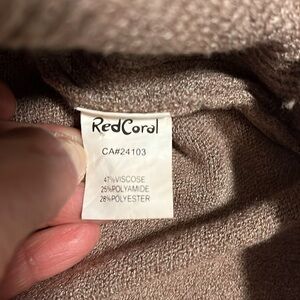 RedCoral
CA#24103
47%VISCOSE
25%POLYAMIDE
28%POLYESTER